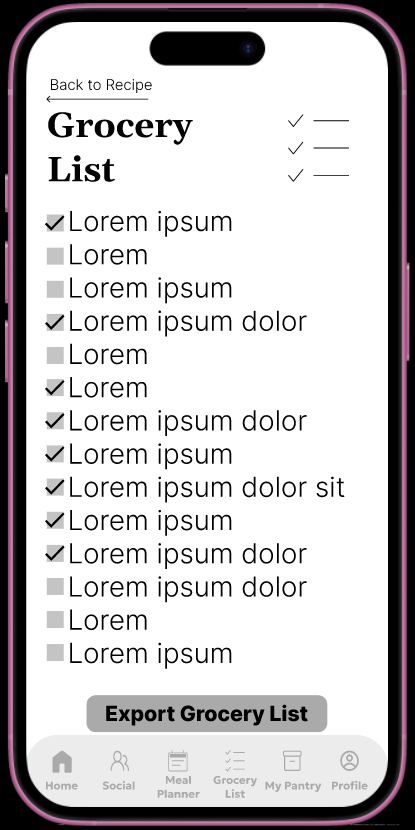 Back to Recipe
Grocery
List
Lorem ipsum
Lorem
Lorem ipsum
Lorem ipsum dolor
Lorem
Lorem
Lorem ipsum dolor
Lorem ipsum
Lorem ipsum dolor sit
Lorem ipsum
Lorem ipsum dolor
Lorem ipsum dolor
Lorem
Lorem ipsum
Export Grocery List
Home
Social
Meal
Planner
Grocery
List
My Pantry
Profile